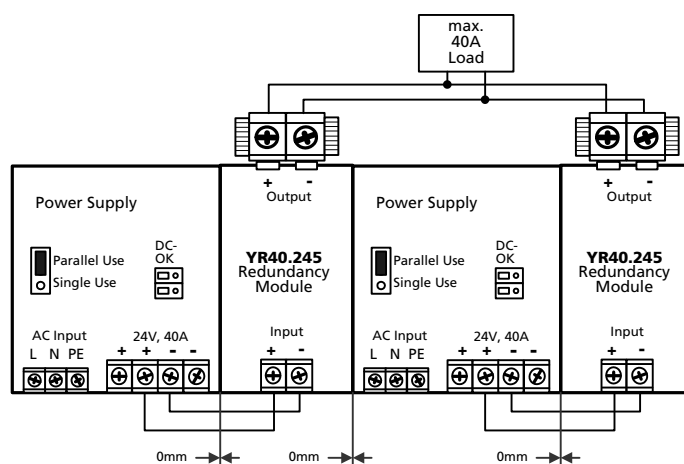 max.
40A
Load
+ -
Output
+ -
Output
Power Supply
DC-
OK
Parallel Use
Single Use
YR40.245
Redundancy
Module
Power Supply
DC-
OK
Parallel Use
Single Use
YR40.245
Redundancy
Module
AC Input
L N PE
24V, 40A
+ + - -
Input
+ -
AC Input
L N PE
24V, 40A
+ + - -
Input
+ -
0mm
0mm
0mm